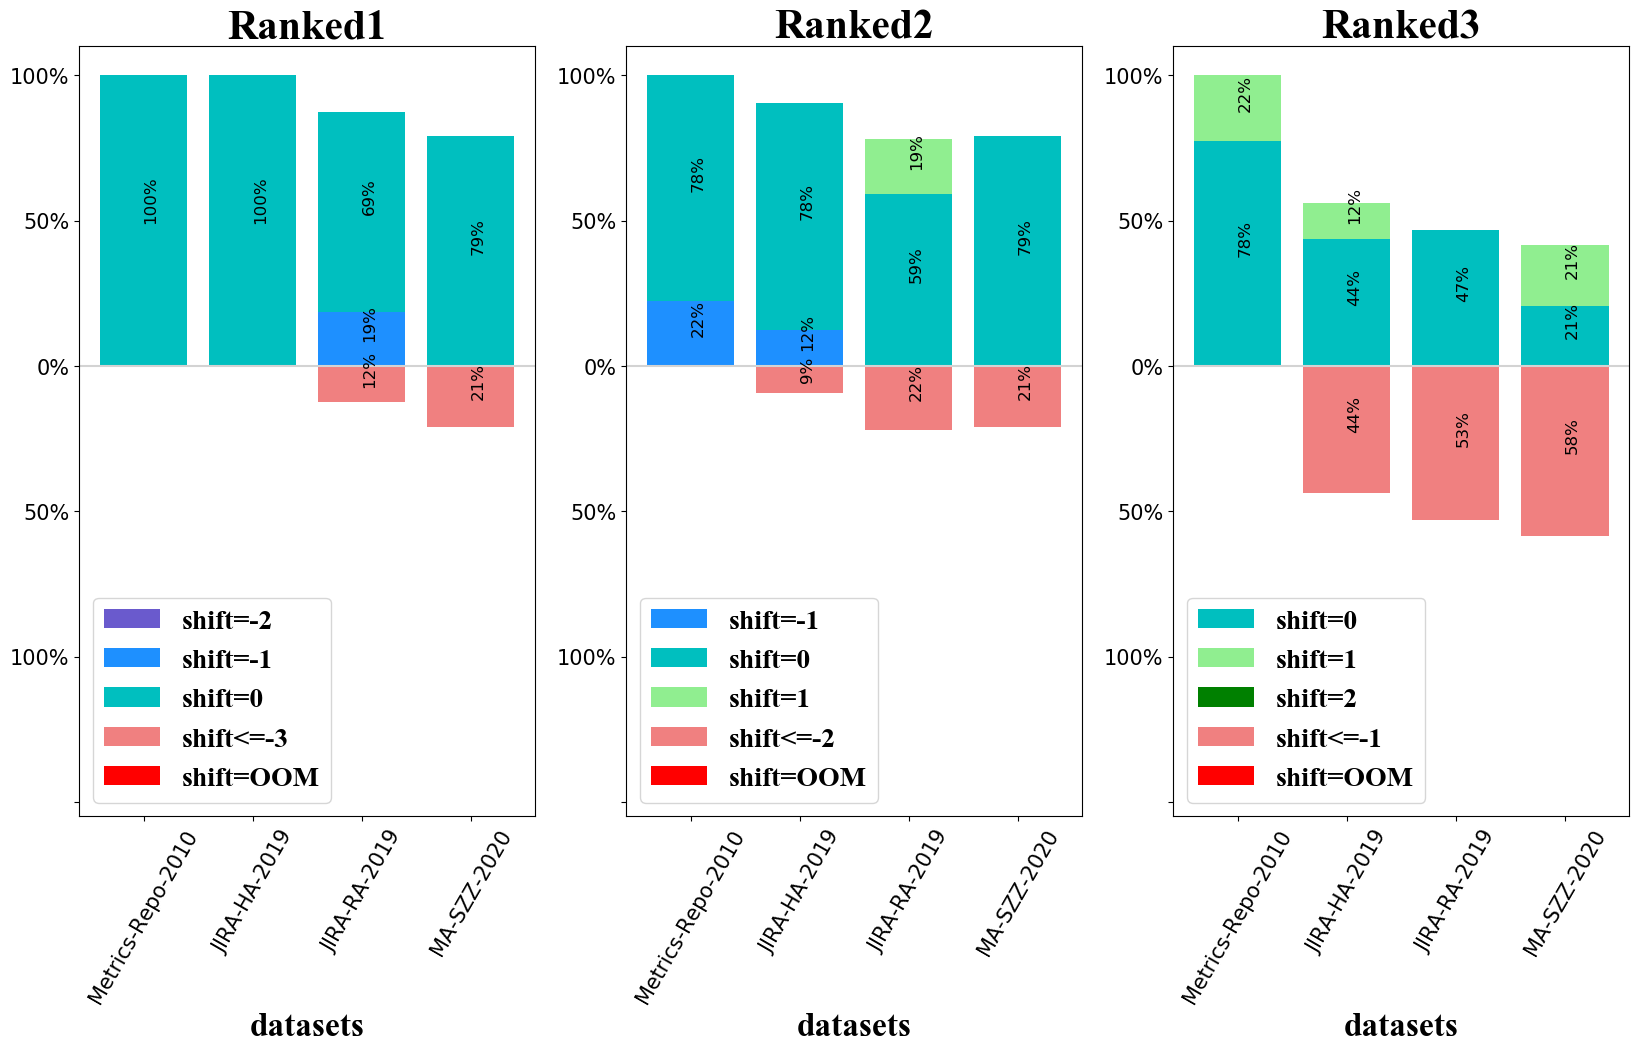 Ranked1
100%
50%
0%
50%
100%
100%
100%
69%
19%
12%
79%
21%
shift=-2
shift=-1
shift=0
shift<=-3
shift=OOM
Metrics-Repo-2010
JIRA-HA-2019
JIRA-RA-2019
MA-SZZ-2020
datasets
Ranked2
100%
50%
0%
50%
100%
78%
22%
78%
12%
9%
19%
59%
22%
79%
21%
shift=-1
shift=0
shift=1
shift<=-2
shift=OOM
Metrics-Repo-2010
JIRA-HA-2019
JIRA-RA-2019
MA-SZZ-2020
datasets
Ranked3
100%
50%
0%
50%
100%
22%
78%
12%
44%
44%
47%
53%
21%
21%
58%
shift=0
shift=1
shift=2
shift<=-1
shift=OOM
Metrics-Repo-2010
JIRA-HA-2019
JIRA-RA-2019
MA-SZZ-2020
datasets